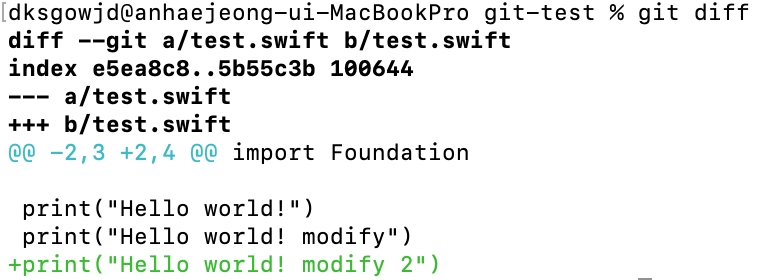 [dksgowjd@anhaejeong-ui-MacBookPro git-test % git diff
diff --git a/test.swift b/test.swift
index e5ea8c8..5b55c3b 100644
--- a/test.swift
+++ b/test.swift
@@ -2,3 +2,4 @@ import Foundation
 print("Hello world!")
 print("Hello world! modify")
+print("Hello world! modify 2")